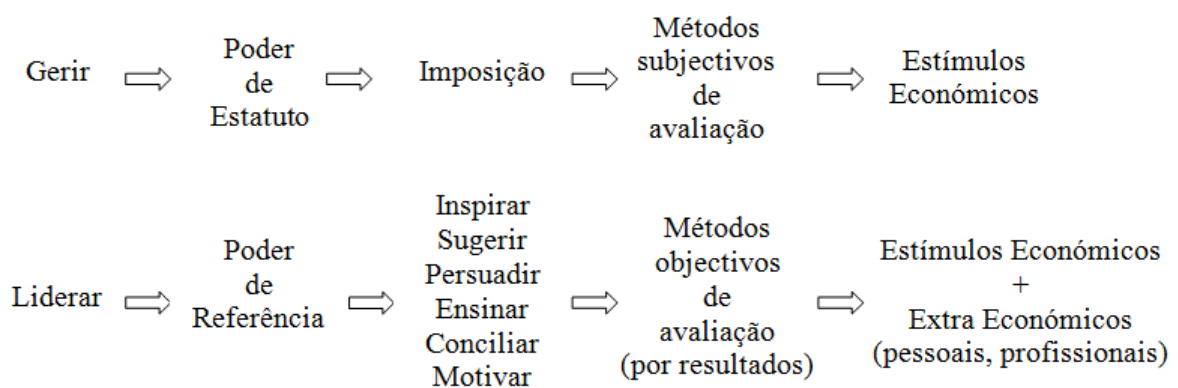 Gerir
Poder
de
Estatuto
Imposição
Métodos
subjectivos
de
avaliação
Estímulos
Económicos
Liderar
Poder
de
Referência
Inspirar
Sugerir
Persuadir
Ensinar
Conciliar
Motivar
Métodos
objectivos
de
avaliação
(por resultados)
Estímulos Económicos
+
Extra Económicos
(pessoais, profissionais)